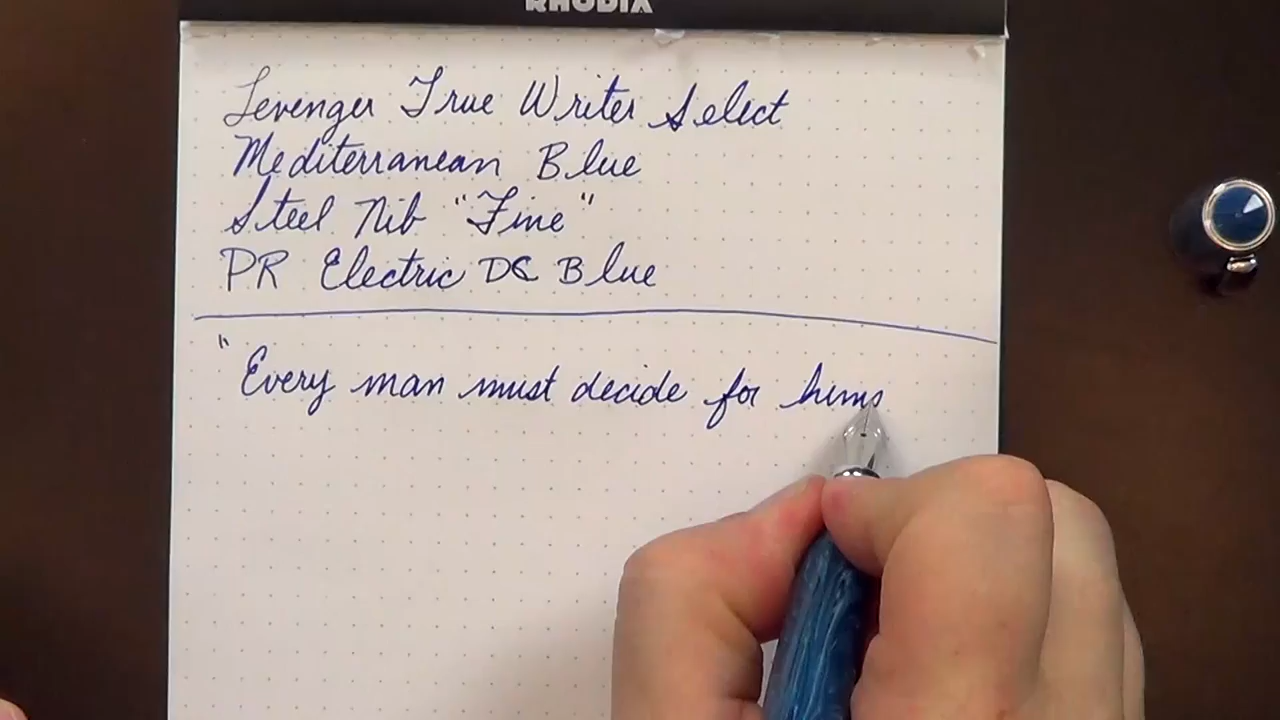 RHODIA
Levenger True Writer Select
Mediterranean Blue
Steel Nib "Fine"
PR Electric DC Blue
"Every man must decide for hims